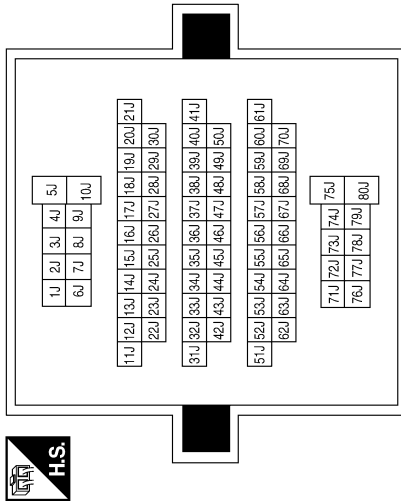 H.S.
1J 2J 3J 4J 5J
6J 7J 8J 9J 10J
11J 12J 13J 14J 15J 16J 17J 18J 19J 20J 21J
22J 23J 24J 25J 26J 27J 28J 29J 30J
31J 32J 33J 34J 35J 36J 37J 38J 39J 40J 41J
42J 43J 44J 45J 46J 47J 48J 49J 50J
51J 52J 53J 54J 55J 56J 57J 58J 59J 60J 61J
62J 63J 64J 65J 66J 67J 68J 69J 70J
71J 72J 73J 74J 75J
76J 77J 78J 79J 80J